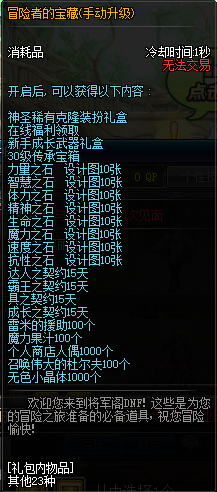 冒险者的宝藏(手动升级)
消耗品
冷却时间1秒
无法交易
开启后，可以获得以下内容：
神圣稀有克隆装扮礼盒
在线福利领取
新手成长武器礼盒
30级传承宝箱
力量之石 设计图10张
智慧之石 设计图10张
体力之石 设计图10张
精神之石 设计图10张
生命之石 设计图10张
魔力之石 设计图10张
速度之石 设计图10张
抗性之石 设计图10张
达人之契约15天
霸王之契约15天
具之契约15天
成长之契约15天
雷米的援助100个
魔力果汁100个
个人商店人偶1000个
召唤伟大的杜尔夫100个
无色小晶体1000个
欢迎您来到将军阁DNF! 这些是为您
的冒险之旅准备的必备道具，祝您冒险
愉快!
[礼包内物品]
其他23种
0 QP
点击